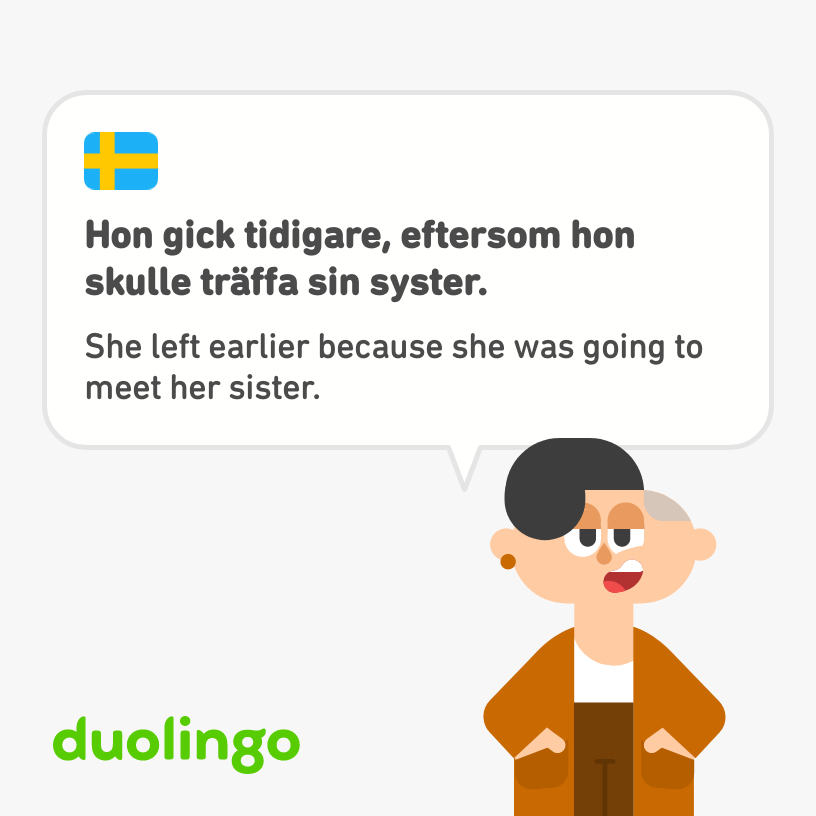 Hon gick tidigare, eftersom hon
skulle träffa sin syster.
She left earlier because she was going to
meet her sister.
duolingo